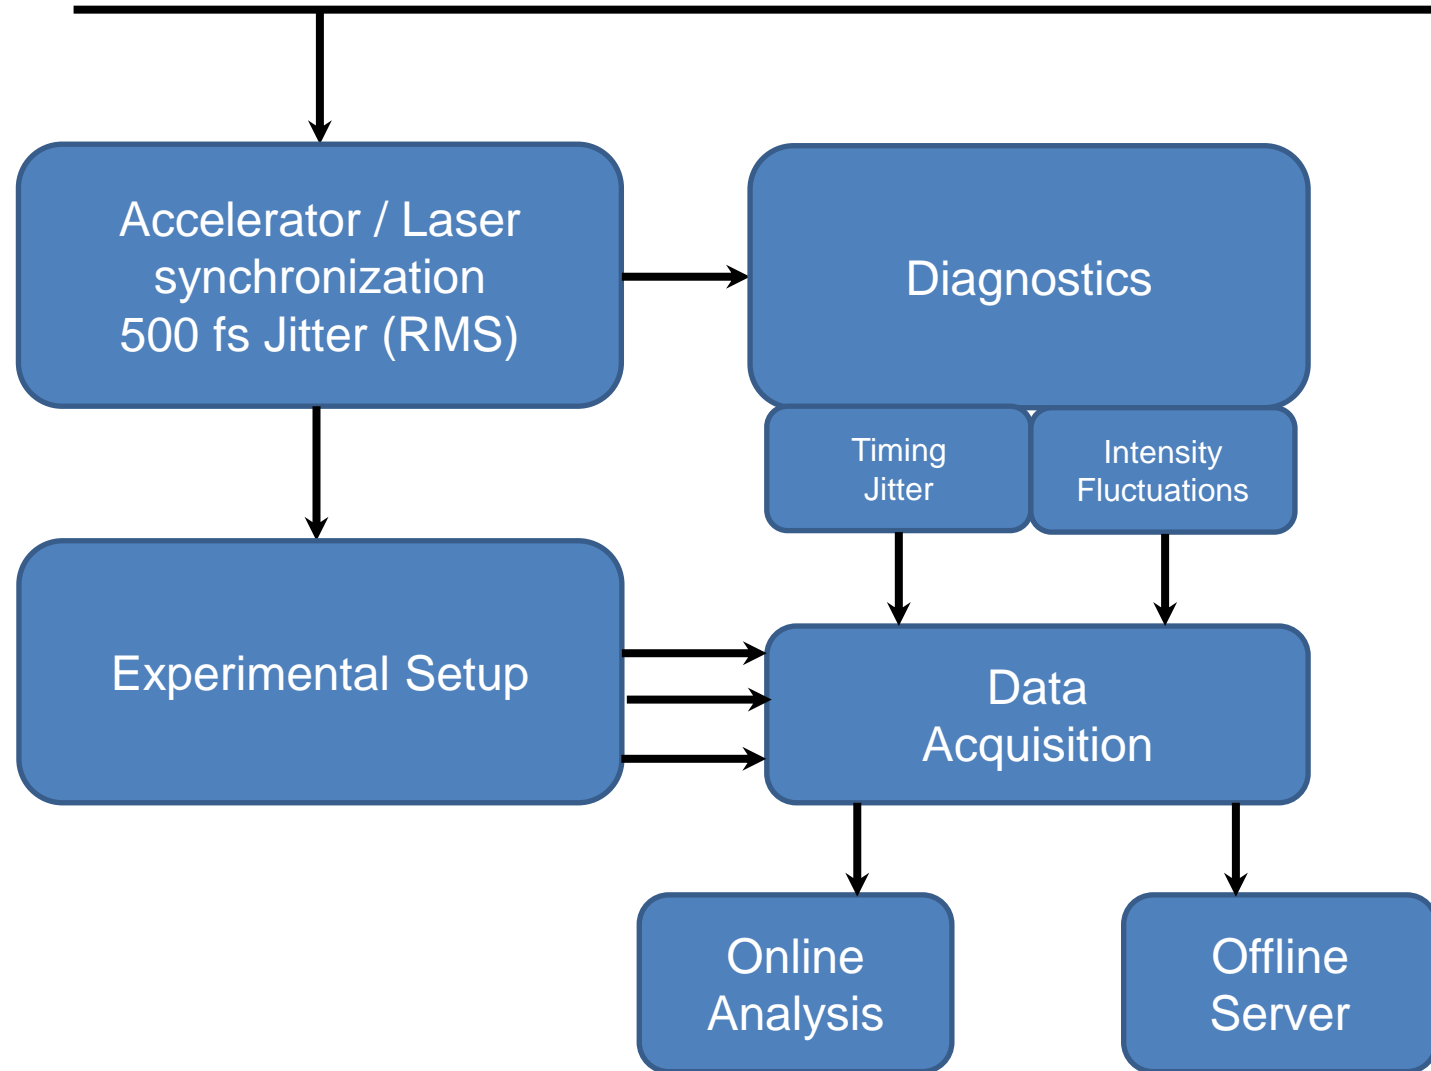 Accelerator / Laser
synchronization
500 fs Jitter (RMS)
Diagnostics
Timing
Jitter
Intensity
Fluctuations
Experimental Setup
Data
Acquisition
Online
Analysis
Offline
Server